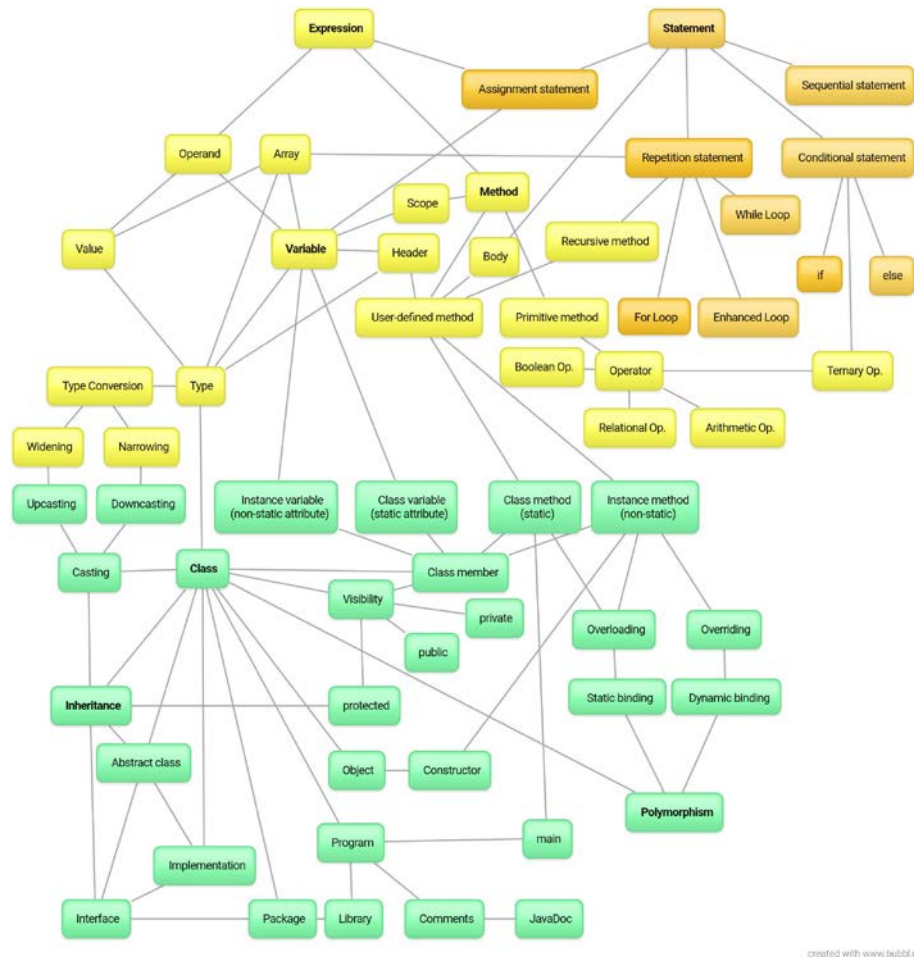 Expression
Statement
Assignment statement
Sequential statement
Operand
Array
Repetition statement
Conditional statement
Method
Scope
While Loop
Value
Variable
Header
Body
Recursive method
if
else
User-defined method
Primitive method
For Loop
Enhanced Loop
Boolean Op.
Operator
Ternary Op.
Type Conversion
Type
Relational Op.
Arithmetic Op.
Widening
Narrowing
Upcasting
Downcasting
Instance variable
(non-static attribute)
Class variable
(static attribute)
Class method
(static)
Instance method
(non-static)
Casting
Class
Class member
Visibility
private
public
Overloading
Overriding
Inheritance
protected
Static binding
Dynamic binding
Abstract class
Object
Constructor
Polymorphism
Program
main
Implementation
Interface
Package
Library
Comments
JavaDoc
created with www.bubbl.